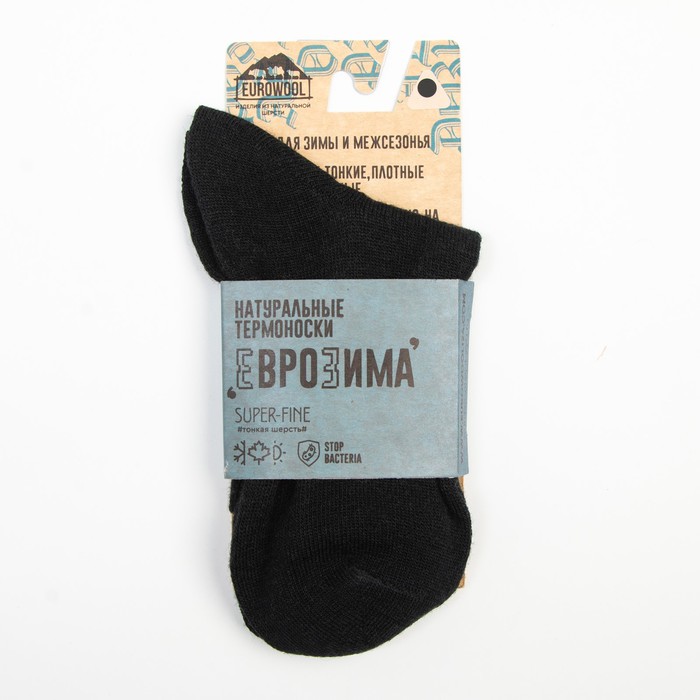 EUROWOOL
ИЗДЕЛИЯ ИЗ НАТУРАЛЬНОЙ
ШЕРСТИ
ДЛЯ ЗИМЫ И МЕЖСЕЗОНЬЯ
ТОНКИЕ, ПЛОТНЫЕ
НА
НАТУРАЛЬНЫЕ
ТЕРМОНОСКИ
‚ЕВРОЗИМА’
SUPER-FINE
#тонкая шерсть#
STOP
BACTERIA